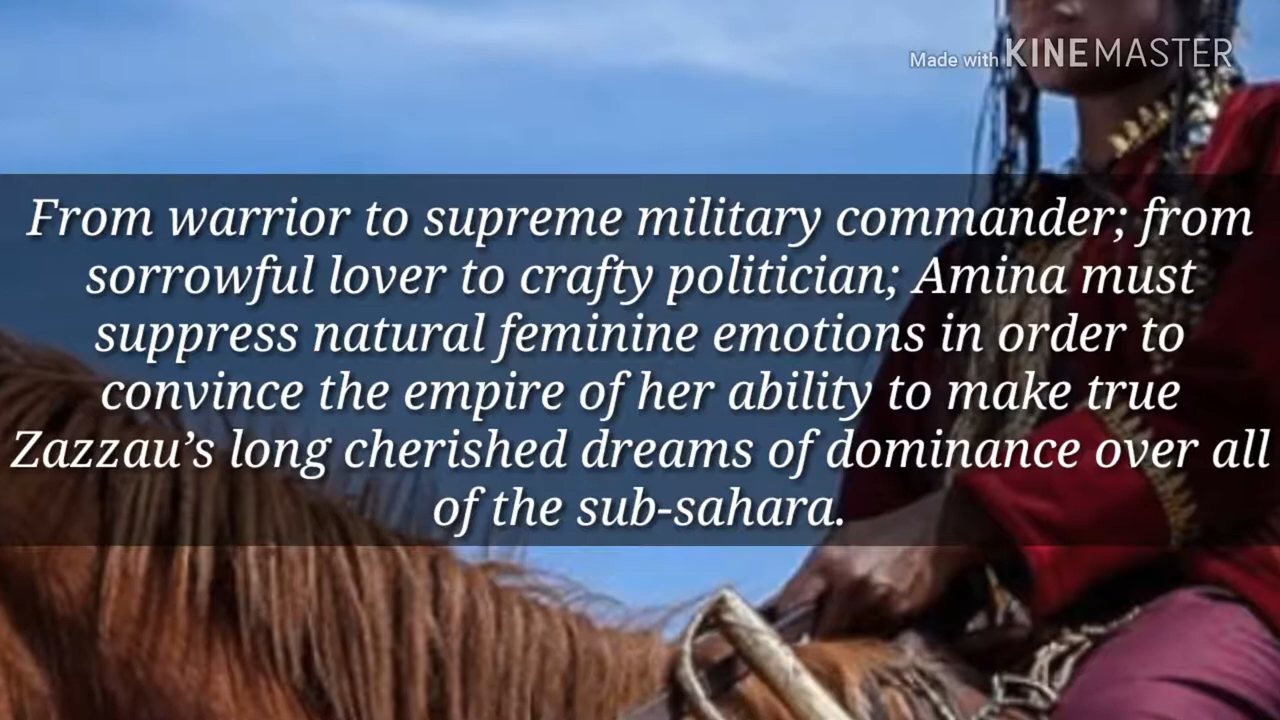 Made with KINEMASTER
From warrior to supreme military commander; from
sorrowful lover to crafty politician; Amina must
suppress natural feminine emotions in order to
convince the empire of her ability to make true
Zazzau’s long cherished dreams of dominance over all
of the sub-sahara.